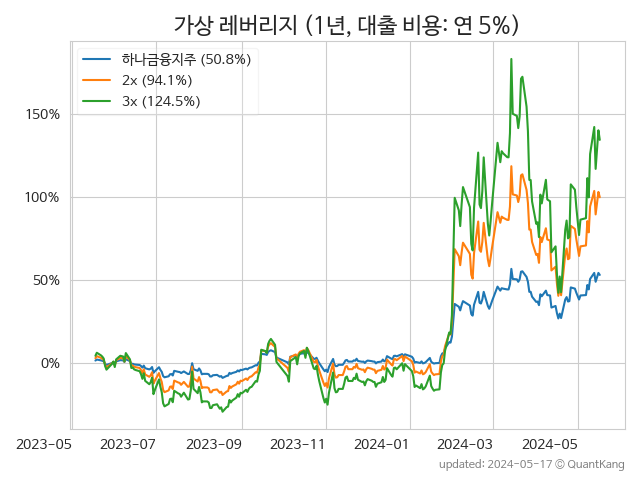 가상 레버리지 (1년, 대출 비용: 연 5%)
하나금융지주 (50.8%)
2x (94.1%)
3x (124.5%)
150%
100%
50%
0%
2023-05 2023-07 2023-09 2023-11 2024-01 2024-03 2024-05
updated: 2024-05-17 © QuantKang